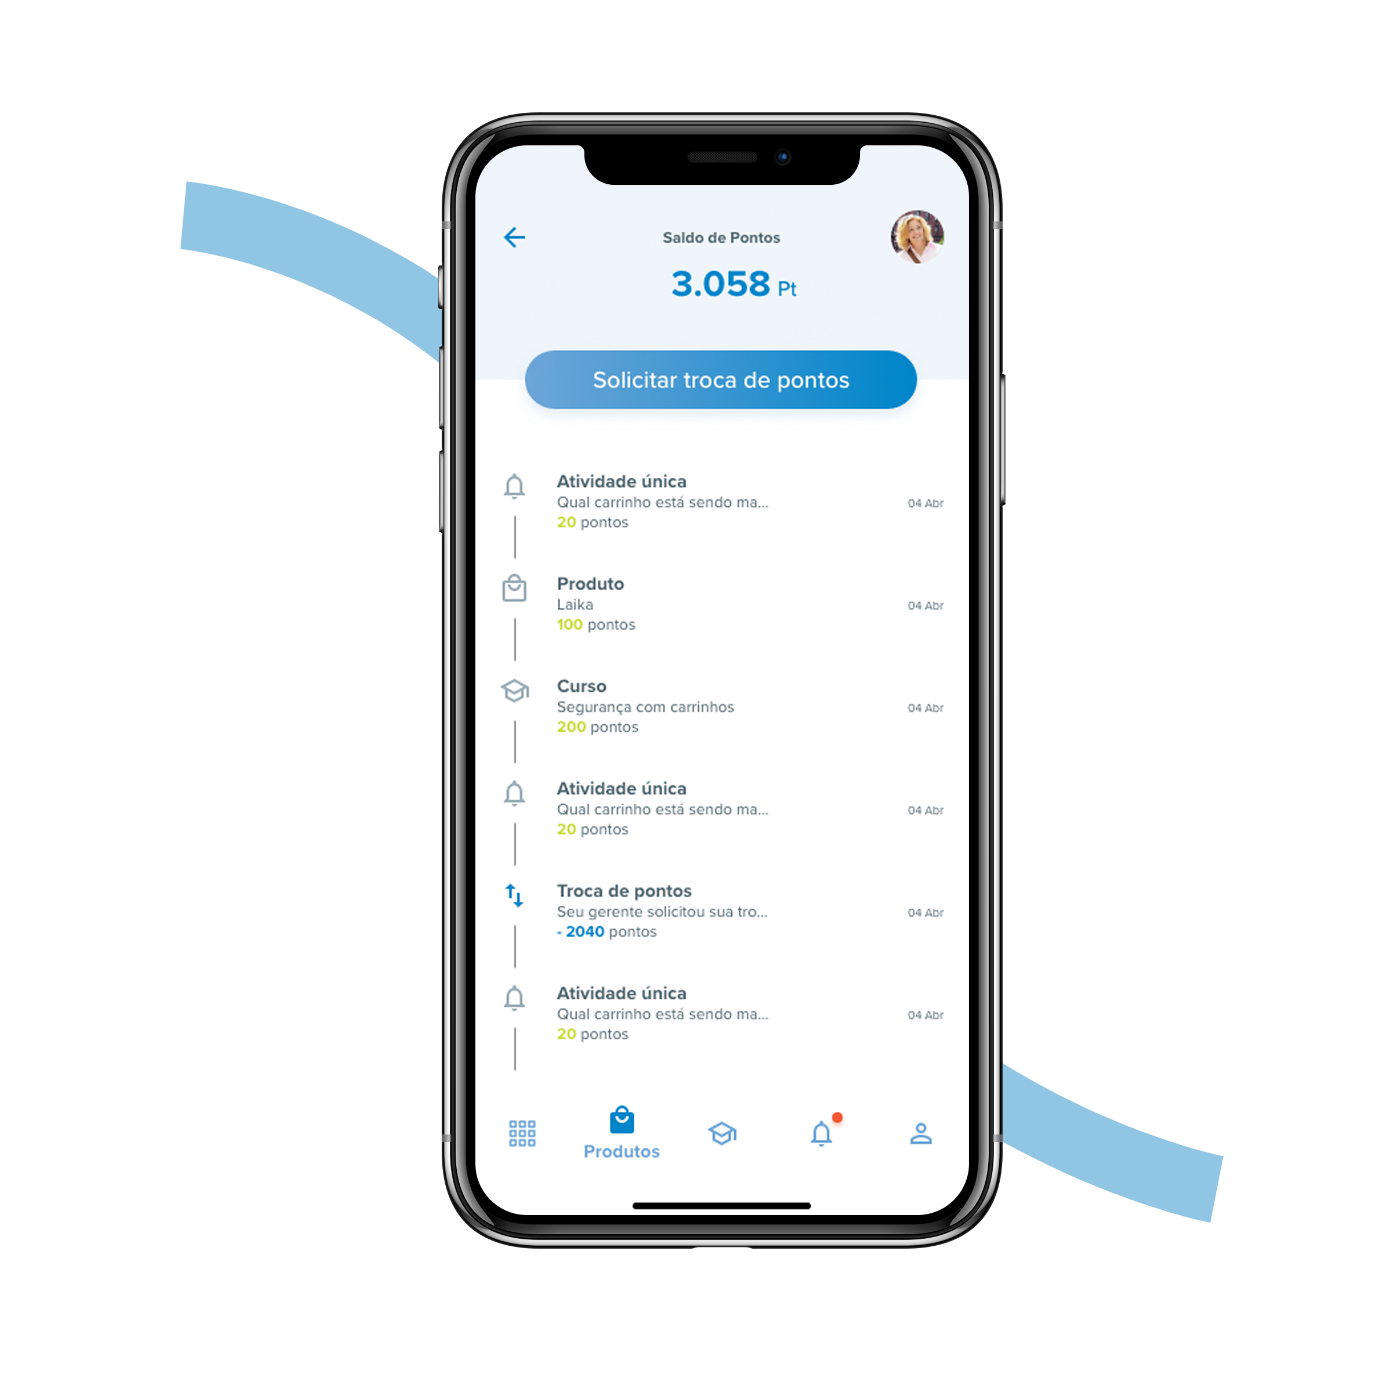 Saldo de Pontos
3.058 Pt
Solicitar troca de pontos
Atividade única
Qual carrinho está sendo ma...
04 Abr
20 pontos
Produto
Laika
04 Abr
100 pontos
Curso
Segurança com carrinhos
04 Abr
200 pontos
Atividade única
Qual carrinho está sendo ma...
04 Abr
20 pontos
Troca de pontos
Seu gerente solicitou sua tro...
04 Abr
- 2040 pontos
Atividade única
Qual carrinho está sendo ma...
04 Abr
20 pontos
Produtos